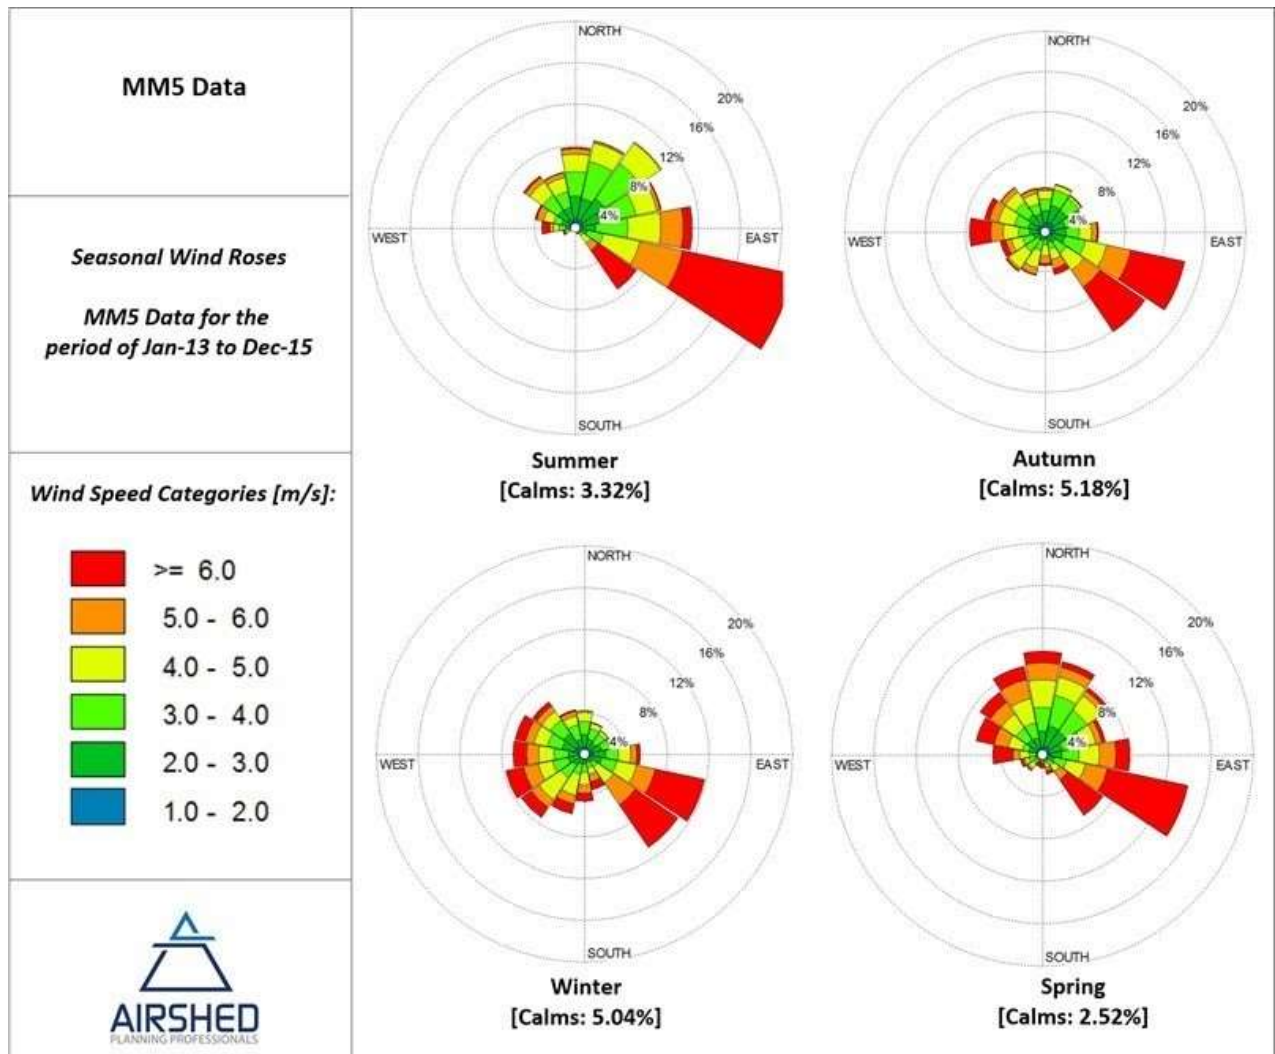 MM5 Data
Seasonal Wind Roses
MM5 Data for the
period of Jan-13 to Dec-15
Wind Speed Categories [m/s]:
>= 6.0
5.0 - 6.0
4.0 - 5.0
3.0 - 4.0
2.0 - 3.0
1.0 - 2.0
AIRSHED
PLANNING PROFESSIONALS
NORTH
20%
16%
12%
8%
4%
WEST
EAST
SOUTH
Summer
[Calms: 3.32%]
NORTH
20%
16%
12%
8%
4%
WEST
EAST
SOUTH
Autumn
[Calms: 5.18%]
NORTH
20%
16%
12%
8%
4%
WEST
EAST
SOUTH
Winter
[Calms: 5.04%]
NORTH
20%
16%
12%
8%
4%
WEST
EAST
SOUTH
Spring
[Calms: 2.52%]